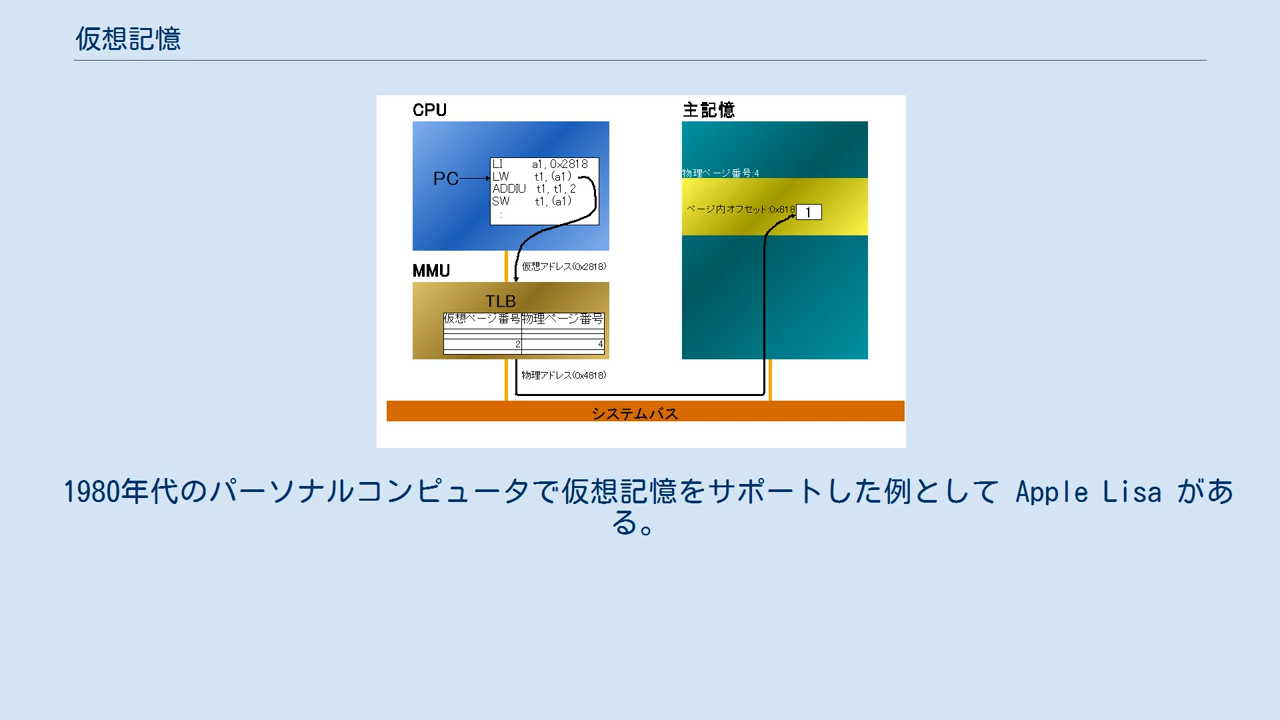 仮想記憶
CPU
主記憶
PC
LI a1,0x2818
LW t1,(a1)
ADDIU t1,t1,2
SW t1,(a1)
:
物理ページ番号:4
ページ内オフセット:0x818
1
仮想アドレス(0x2818)
MMU
TLB
仮想ページ番号 物理ページ番号
2 4
物理アドレス(0x4818)
システムバス
1980年代のパーソナルコンピュータで仮想記憶をサポートした例として Apple Lisa があ
る。